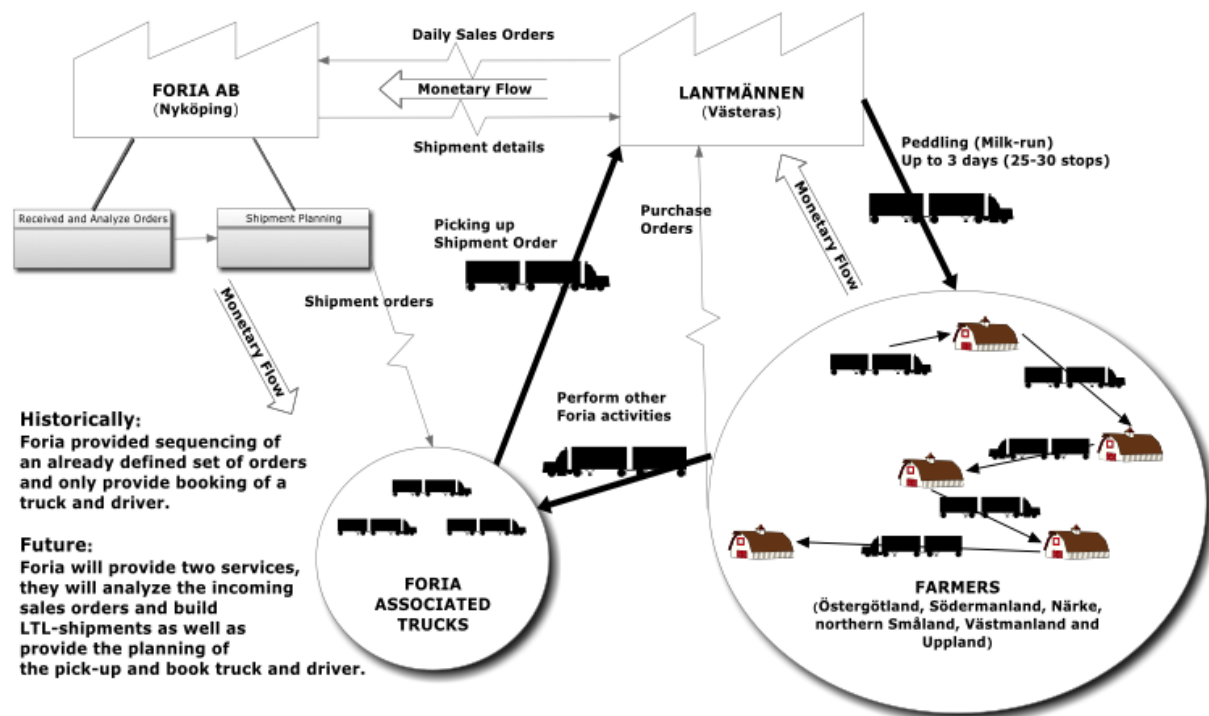 Daily Sales Orders
FORIA AB
(Nyköping)
Monetary Flow
LANTMÄNNEN
(Västeras)
Shipment details
Peddling (Milk-run)
Up to 3 days (25-30 stops)
Received and Analyze Orders
Shipment Planning
Picking up
Shipment Order
Purchase
Orders
Monetary Flow
Shipment orders
Monetary Flow
Perform other
Foria activities
Historically:
Foria provided sequencing of
an already defined set of orders
and only provide booking of a
truck and driver.
Future:
Foria will provide two services,
they will analyze the incoming
sales orders and build
LTL-shipments as well as
provide the planning of
the pick-up and book truck and driver.
FORIA
ASSOCIATED
TRUCKS
FARMERS
(Östergötland, Södermanland, Närke,
northern Småland, Västmanland and
Uppland)